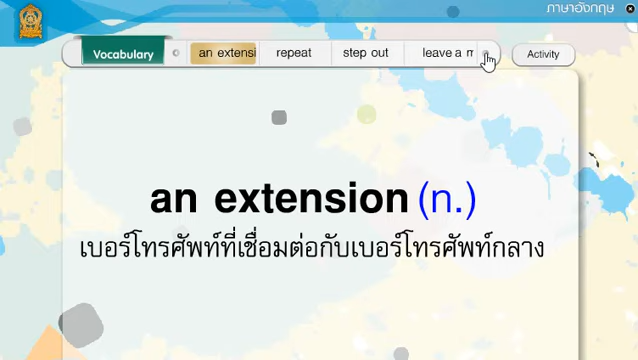 ภาษาอังกฤษ
Vocabulary an extensi repeat step out leave a m Activity
an extension (n.)
เบอร์โทรศัพท์ที่เชื่อมต่อกับเบอร์โทรศัพท์กลาง